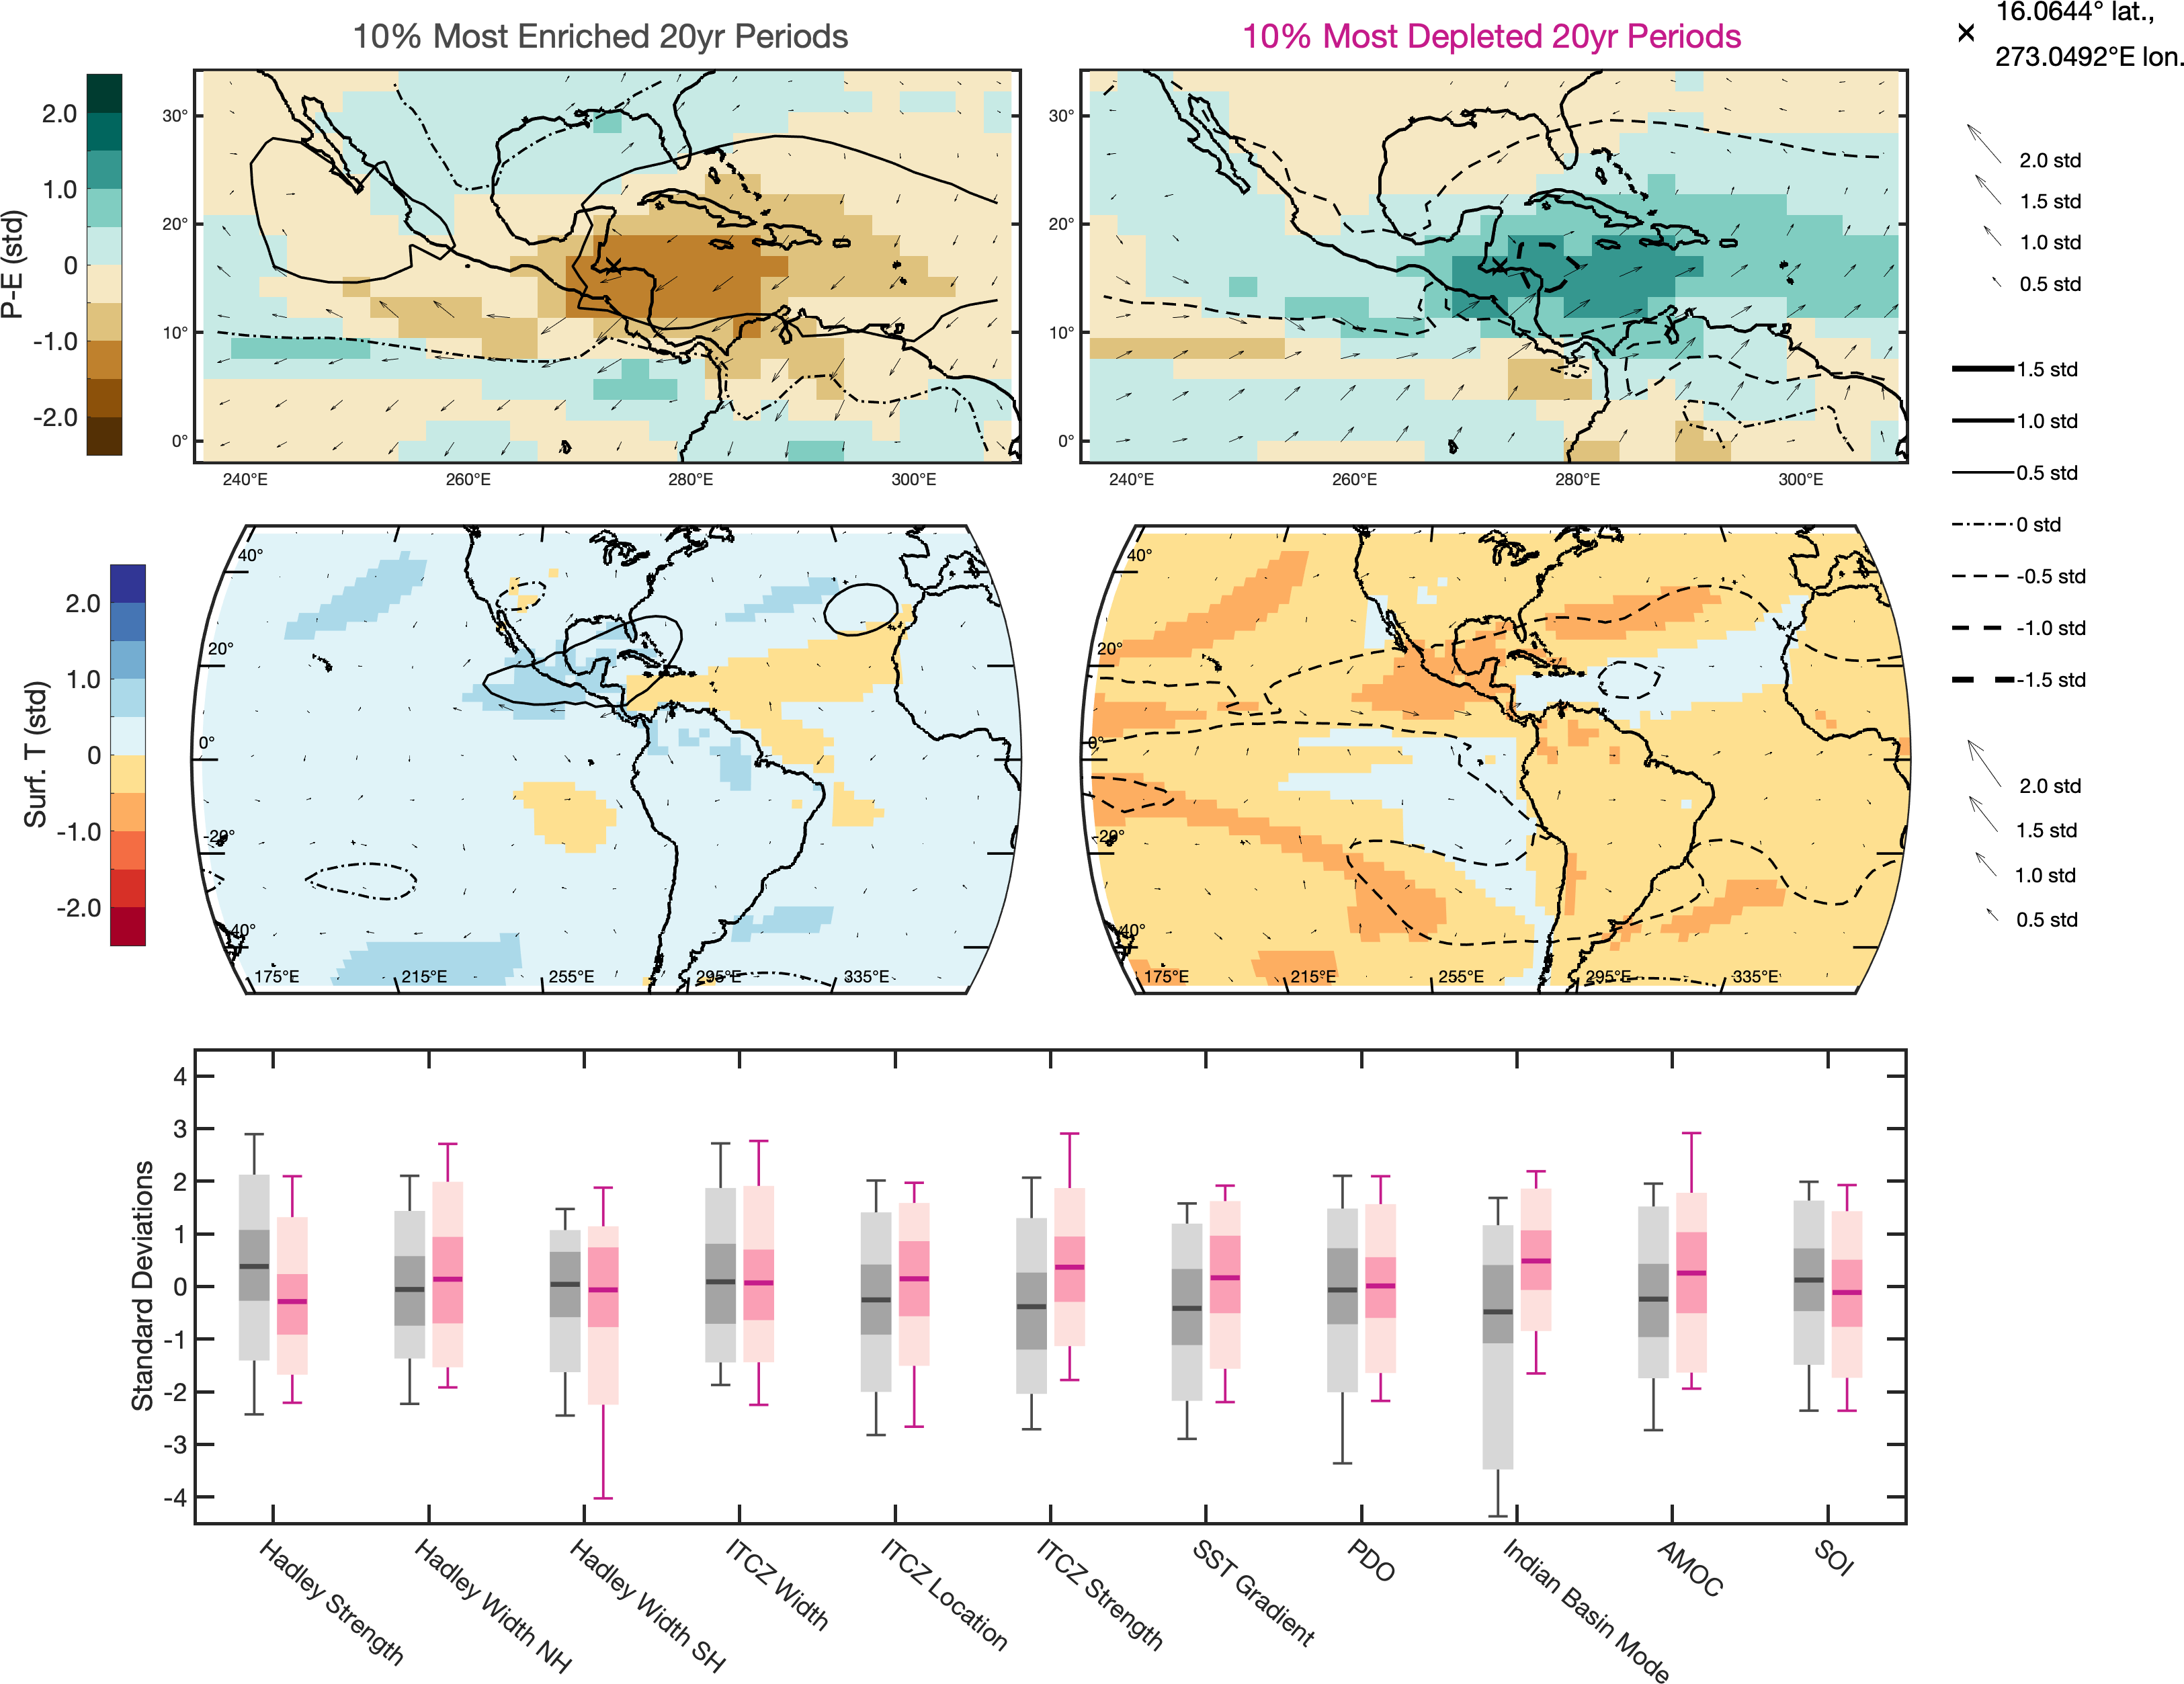 10% Most Enriched 20yr Periods
10% Most Depleted 20yr Periods
16.0644° lat.,
273.0492°E lon.
P-E (std)
2.0
1.0
0
-1.0
-2.0
30°
20°
10°
0°
240°E
260°E
280°E
300°E
30°
20°
10°
0°
240°E
260°E
280°E
300°E
2.0 std
1.5 std
1.0 std
0.5 std
1.5 std
1.0 std
0.5 std
0 std
-0.5 std
-1.0 std
-1.5 std
Surf. T (std)
2.0
1.0
0
-1.0
-2.0
40°
20°
0°
-20°
-40°
175°E
215°E
255°E
295°E
335°E
40°
20°
0°
-20°
-40°
175°E
215°E
255°E
295°E
335°E
2.0 std
1.5 std
1.0 std
0.5 std
Standard Deviations
4
3
2
1
0
-1
-2
-3
-4
Hadley Strength
Hadley Width NH
Hadley Width SH
ITCZ Width
ITCZ Location
ITCZ Strength
SST Gradient
PDO
Indian Basin Mode
AMOC
SOI